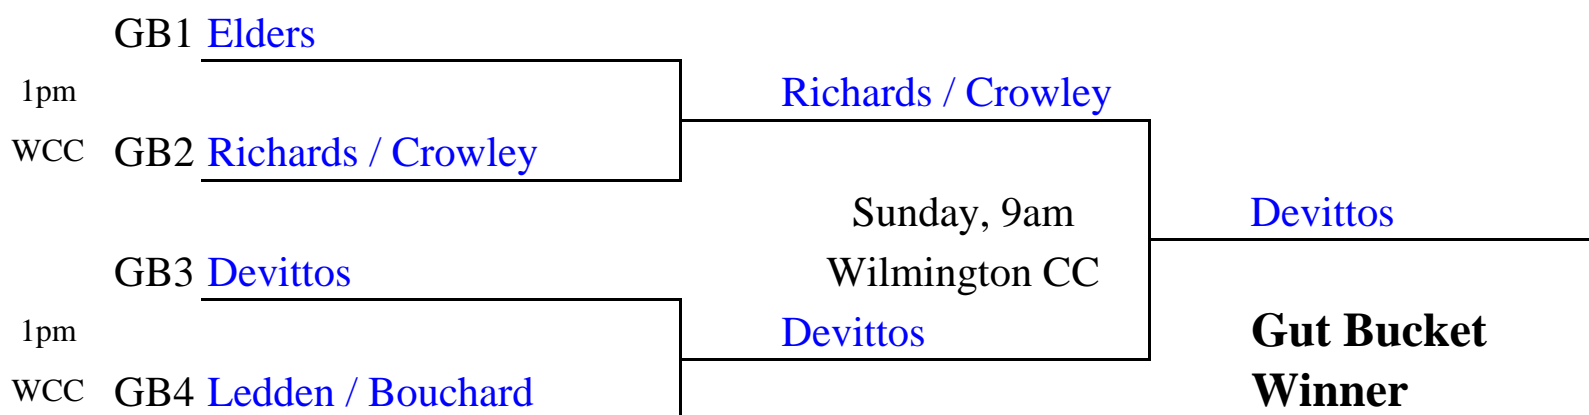 GB1 Elders
1pm
Richards / Crowley
WCC GB2 Richards / Crowley
Sunday, 9am
Devittos
GB3 Devittos
Wilmington CC
1pm
Devittos
Gut Bucket
WCC GB4 Ledden / Bouchard
Winner